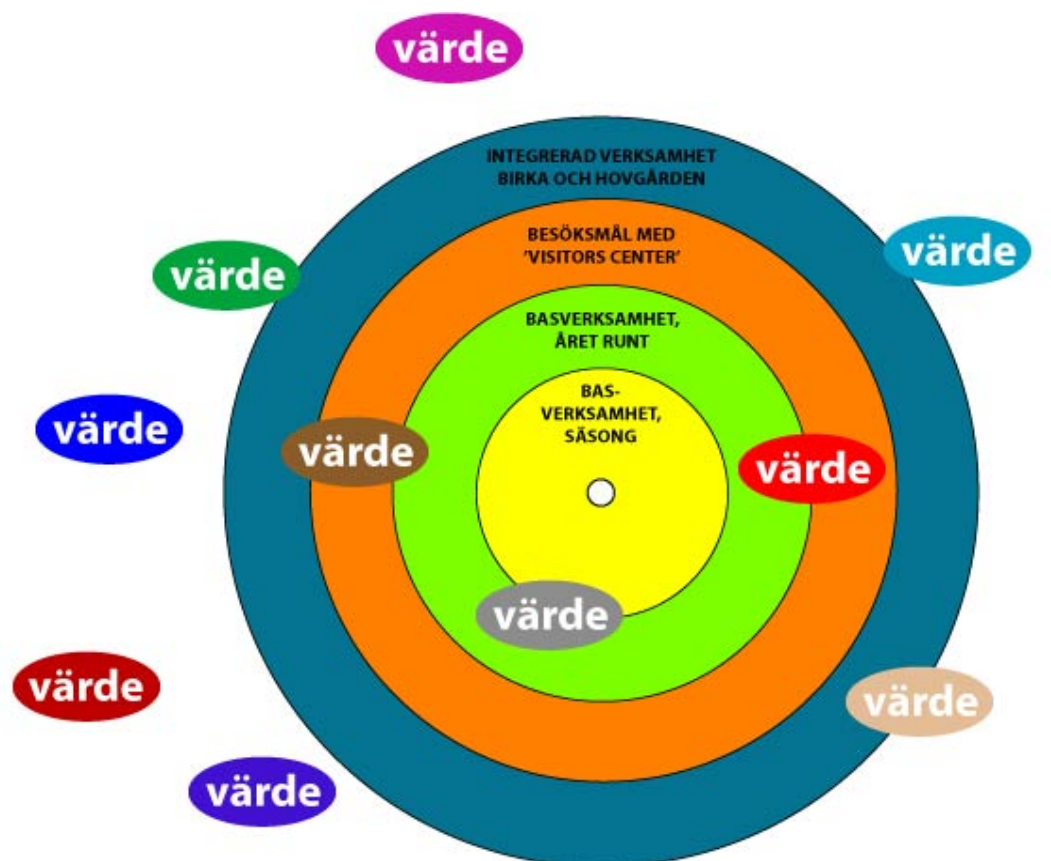 värde
INTEGRERAD VERKSAMHET
BIRKA OCH HOVGÅRDEN
BESÖKSMÅL MED
'VISITORS CENTER'
värde
värde
BASVERKSAMHET,
ÅRET RUNT
BAS-
VERKSAMHET,
SÄSONG
värde
värde
värde
värde
värde
värde
värde